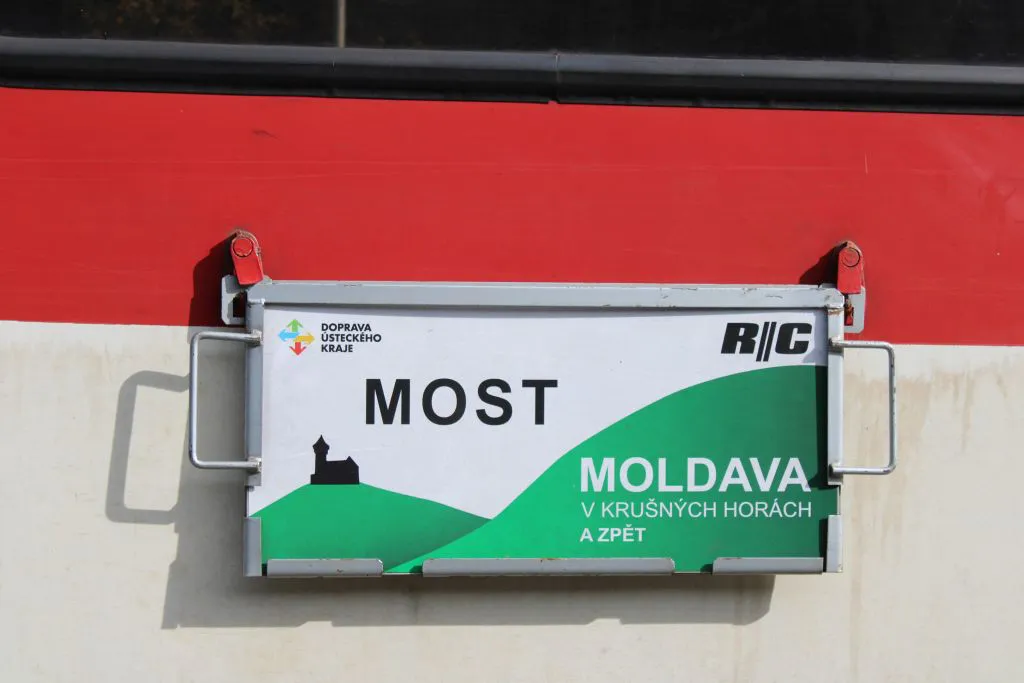 DOPRAVA
ÚSTECKÉHO
KRAJE
R//C
MOST
MOLDAVA
V KRUŠNÝCH HORÁCH
A ZPĚT